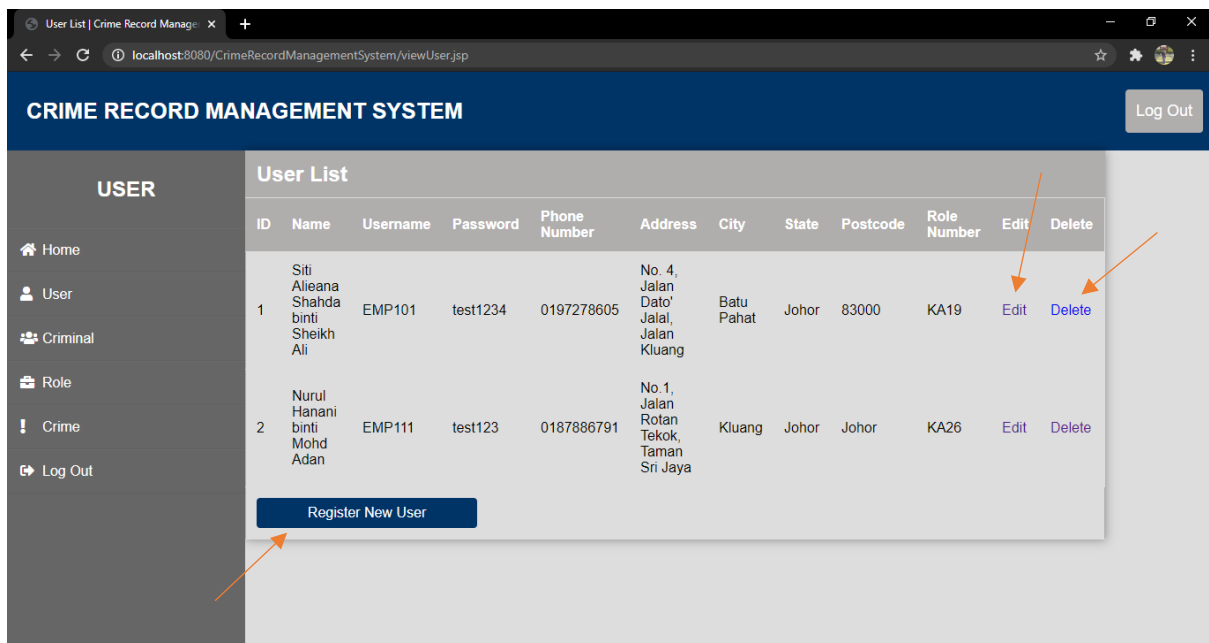 User List | Crime Record Manage
localhost:8080/CrimeRecordManagementSystem/viewUser.jsp
CRIME RECORD MANAGEMENT SYSTEM
Log Out
USER
Home
User
Criminal
Role
Crime
Log Out
User List
ID Name Username Password Phone Number Address City State Postcode Role Number Edit Delete
1 Siti Alieana Shahda binti Sheikh Ali EMP101 test1234 0197278605 No. 4, Jalan Dato' Jalal, Jalan Kluang Batu Pahat Johor 83000 KA19 Edit Delete
2 Nurul Hanani binti Mohd Adan EMP111 test123 0187886791 No.1, Jalan Rotan Tekok, Taman Sri Jaya Kluang Johor Johor KA26 Edit Delete
Register New User